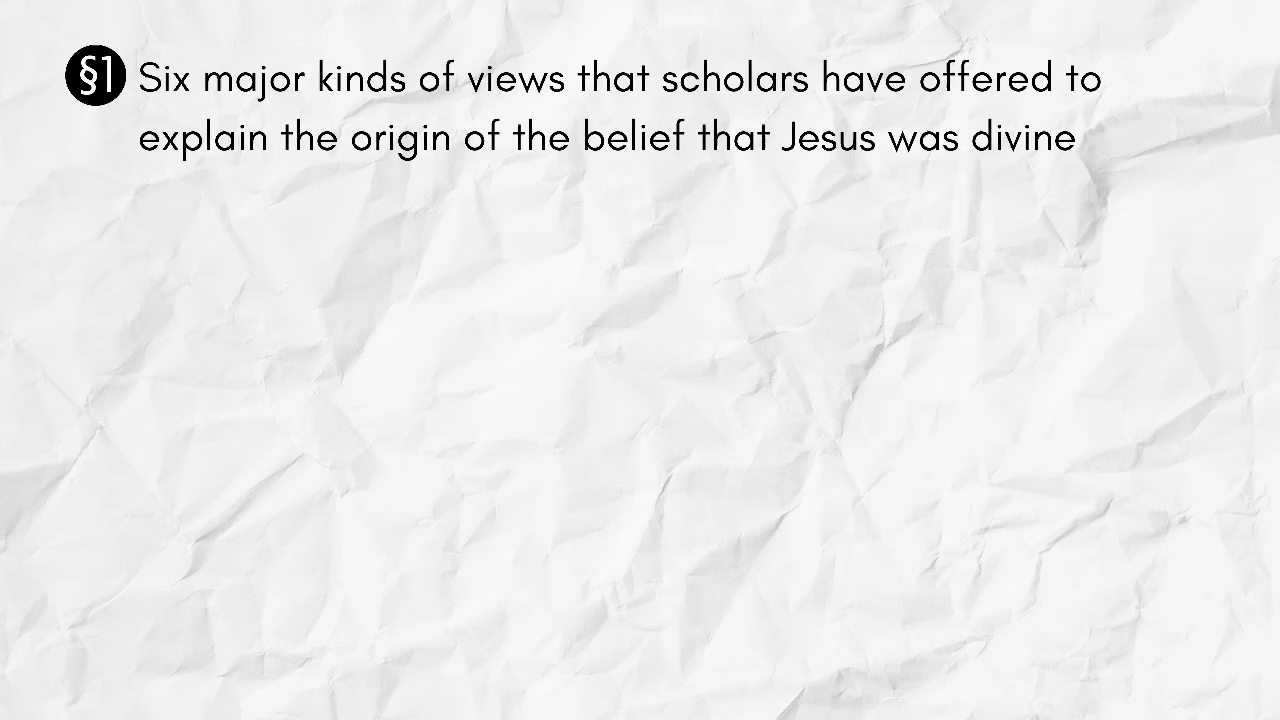 §1 Six major kinds of views that scholars have offered to
explain the origin of the belief that Jesus was divine